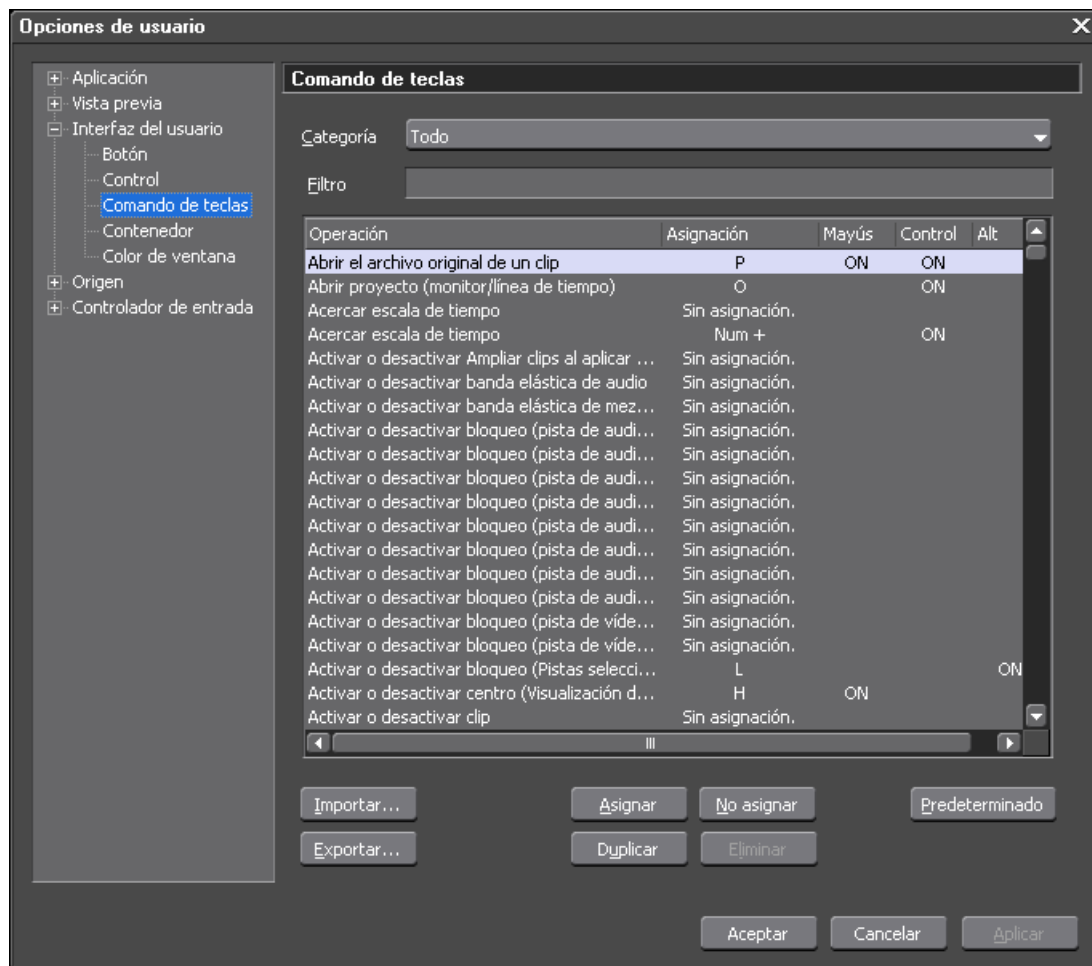 Opciones de usuario
Aplicación
Vista previa
Interfaz del usuario
Botón
Control
Comando de teclas
Contenedor
Color de ventana
Origen
Controlador de entrada
Comando de teclas
Categoría Todo
Filtro
Operación Asignación Mayús Control Alt
Abrir el archivo original de un clip P ON ON
Abrir proyecto (monitor/línea de tiempo) O ON
Acercar escala de tiempo Sin asignación.
Acercar escala de tiempo Num + ON
Activar o desactivar Ampliar clips al aplicar ... Sin asignación.
Activar o desactivar banda elástica de audio Sin asignación.
Activar o desactivar banda elástica de mez... Sin asignación.
Activar o desactivar bloqueo (pista de audi... Sin asignación.
Activar o desactivar bloqueo (pista de audi... Sin asignación.
Activar o desactivar bloqueo (pista de audi... Sin asignación.
Activar o desactivar bloqueo (pista de audi... Sin asignación.
Activar o desactivar bloqueo (pista de audi... Sin asignación.
Activar o desactivar bloqueo (pista de audi... Sin asignación.
Activar o desactivar bloqueo (pista de audi... Sin asignación.
Activar o desactivar bloqueo (pista de audi... Sin asignación.
Activar o desactivar bloqueo (pista de víde... Sin asignación.
Activar o desactivar bloqueo (pista de víde... Sin asignación.
Activar o desactivar bloqueo (Pistas selecci... L ON
Activar o desactivar centro (Visualización d... H ON
Activar o desactivar clip Sin asignación.
Importar... Asignar No asignar Predeterminado
Exportar... Duplicar Eliminar
Aceptar Cancelar Aplicar